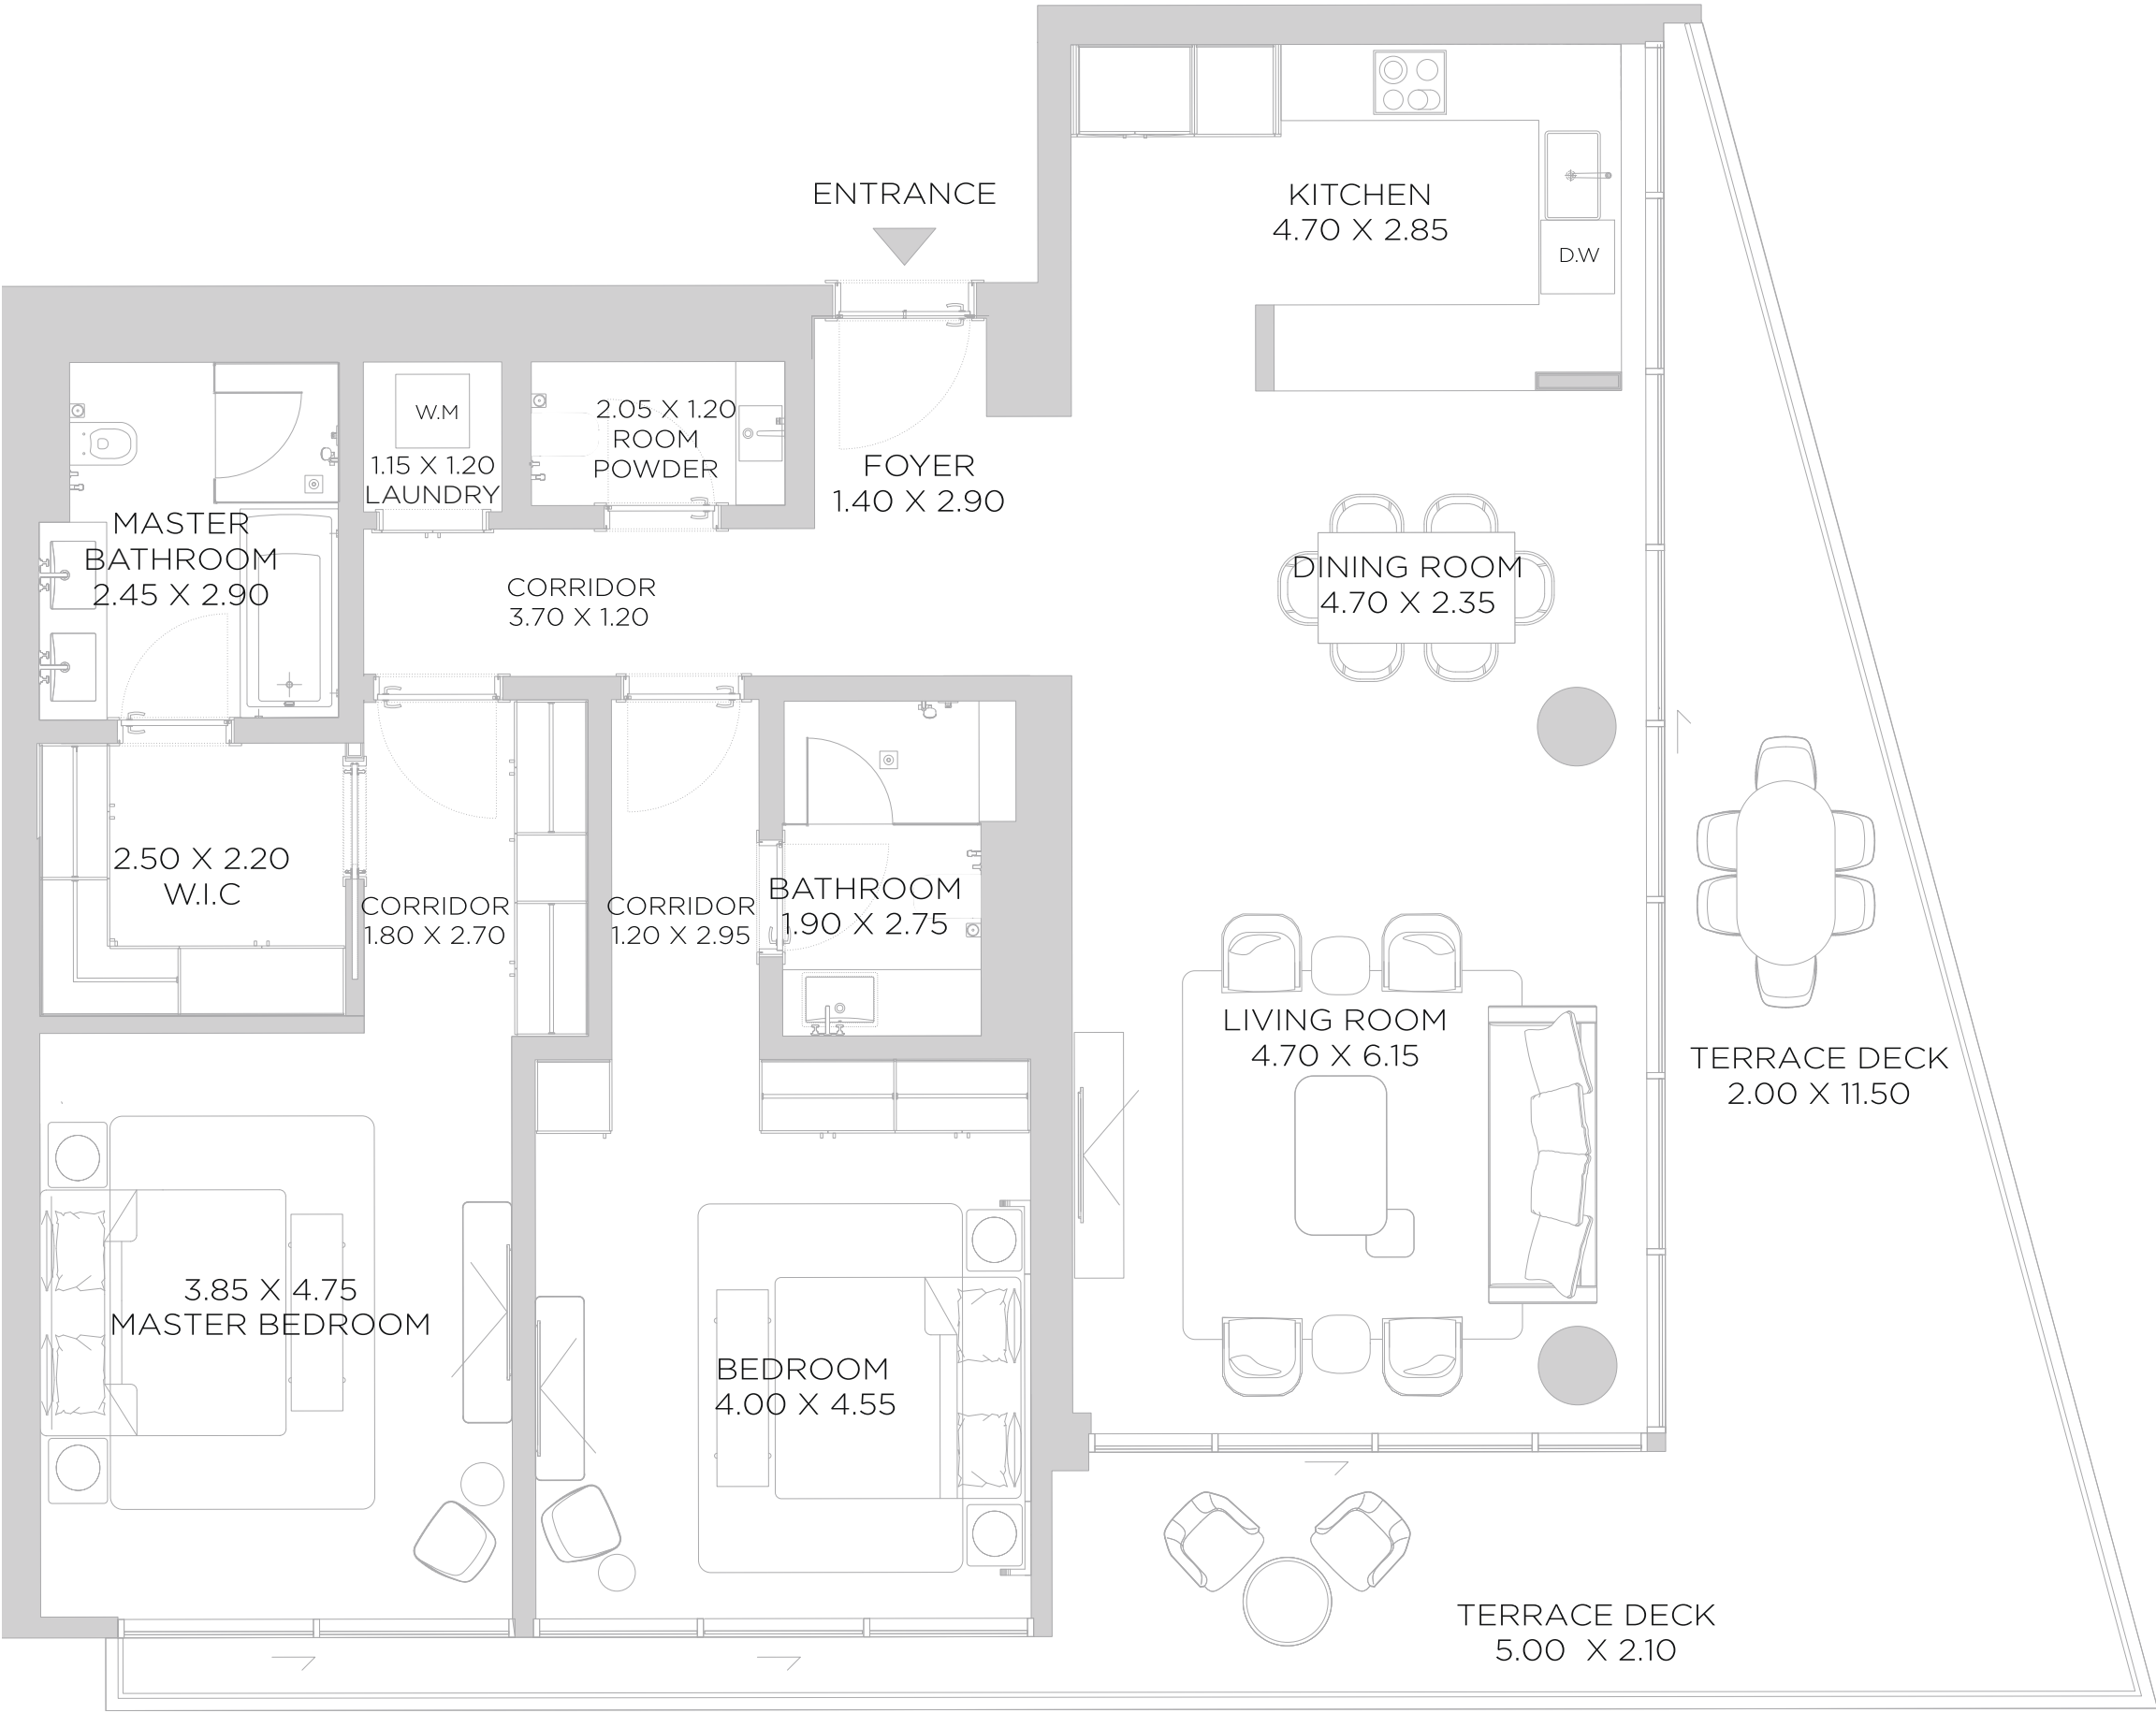 ENTRANCE
KITCHEN
4.70 X 2.85
D.W
W.M
1.15 X 1.20
LAUNDRY
2.05 X 1.20
ROOM
POWDER
FOYER
1.40 X 2.90
MASTER
BATHROOM
2.45 X 2.90
CORRIDOR
3.70 X 1.20
DINING ROOM
4.70 X 2.35
2.50 X 2.20
W.I.C
CORRIDOR
1.80 X 2.70
CORRIDOR
1.20 X 2.95
BATHROOM
1.90 X 2.75
LIVING ROOM
4.70 X 6.15
TERRACE DECK
2.00 X 11.50
3.85 X 4.75
MASTER BEDROOM
BEDROOM
4.00 X 4.55
TERRACE DECK
5.00 X 2.10